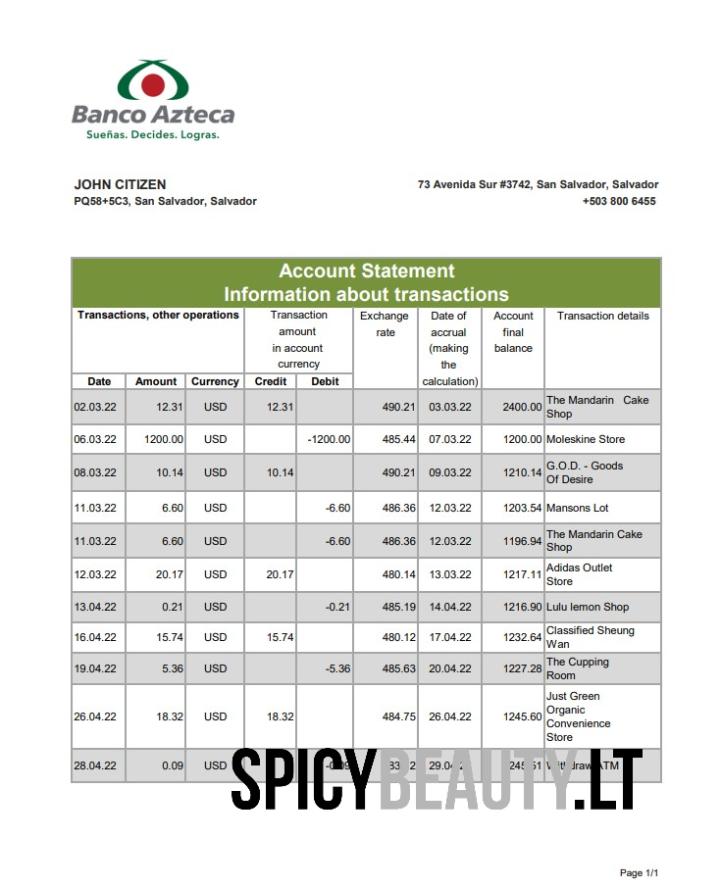 Banco Azteca
Sueñas. Decides. Logras.
JOHN CITIZEN
PQ58+5C3, San Salvador, Salvador
73 Avenida Sur #3742, San Salvador, Salvador
+503 800 6455
Account Statement
Information about transactions
Transactions, other operations
Transaction
amount
in account
currency
Exchange
rate
Date of
accrual
(making
the
calculation)
Account
final
balance
Transaction details
Date Amount Currency Credit Debit
02.03.22 12.31 USD 12.31 490.21 03.03.22 2400.00 The Mandarin Cake
Shop
06.03.22 1200.00 USD -1200.00 485.44 07.03.22 1200.00 Moleskine Store
08.03.22 10.14 USD 10.14 490.21 09.03.22 1210.14 G.O.D. - Goods
Of Desire
11.03.22 6.60 USD -6.60 486.36 12.03.22 1203.54 Mansons Lot
11.03.22 6.60 USD -6.60 486.36 12.03.22 1196.94 The Mandarin Cake
Shop
12.03.22 20.17 USD 20.17 480.14 13.03.22 1217.11 Adidas Outlet
Store
13.04.22 0.21 USD -0.21 485.19 14.04.22 1216.90 Lulu lemon Shop
16.04.22 15.74 USD 15.74 480.12 17.04.22 1232.64 Classified Sheung
Wan
19.04.22 5.36 USD -5.36 485.63 20.04.22 1227.28 The Cupping
Room
26.04.22 18.32 USD 18.32 484.75 26.04.22 1245.60 Just Green
Organic
Convenience
Store
28.04.22 0.09 USD -0.09 ATM
SPICYBEAUTY.LT
Page 1/1